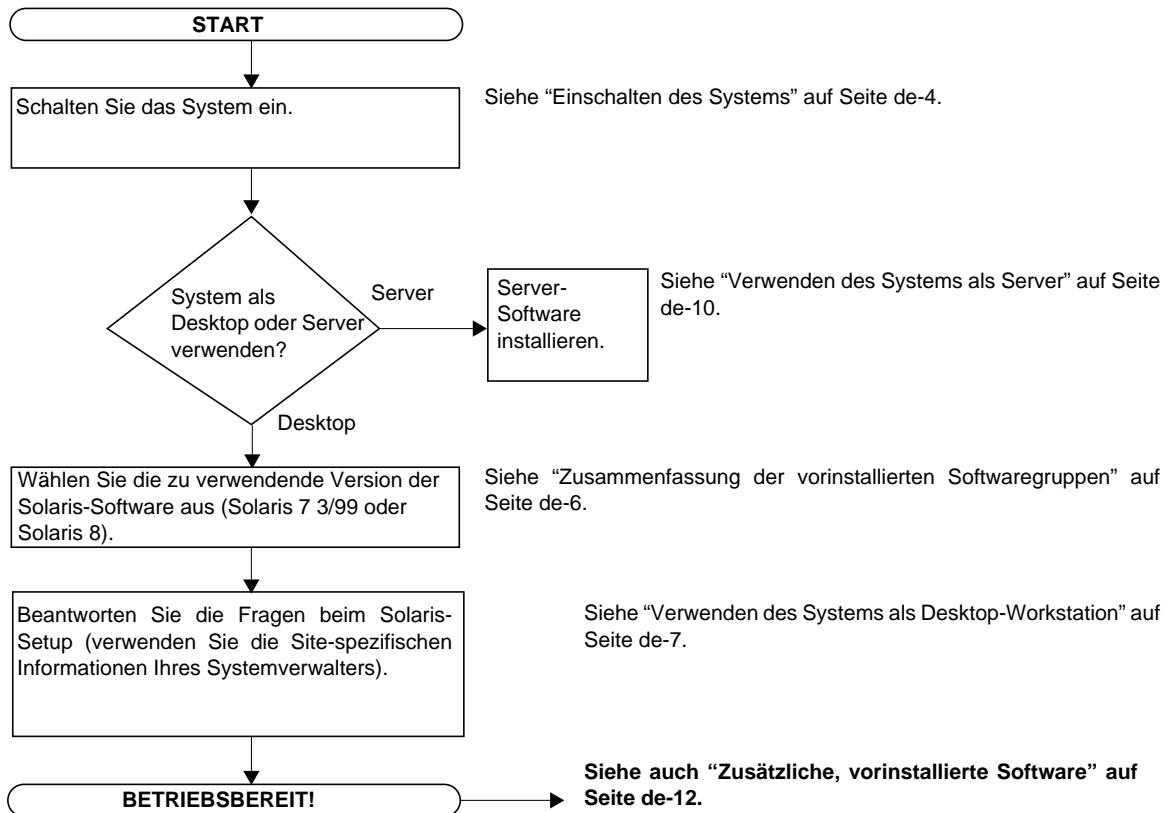 START
Schalten Sie das System ein.
Siehe “Einschalten des Systems” auf Seite de-4.
System als
Desktop oder Server
verwenden?
Server
Server-
Software
installieren.
Siehe “Verwenden des Systems als Server” auf Seite
de-10.
Desktop
Wählen Sie die zu verwendende Version der
Solaris-Software aus (Solaris 7 3/99 oder
Solaris 8).
Siehe “Zusammenfassung der vorinstallierten Softwaregruppen” auf
Seite de-6.
Beantworten Sie die Fragen beim Solaris-
Setup (verwenden Sie die Site-spezifischen
Informationen Ihres Systemverwalters).
Siehe “Verwenden des Systems als Desktop-Workstation” auf
Seite de-7.
BETRIEBSBEREIT!
Siehe auch “Zusätzliche, vorinstallierte Software” auf
Seite de-12.